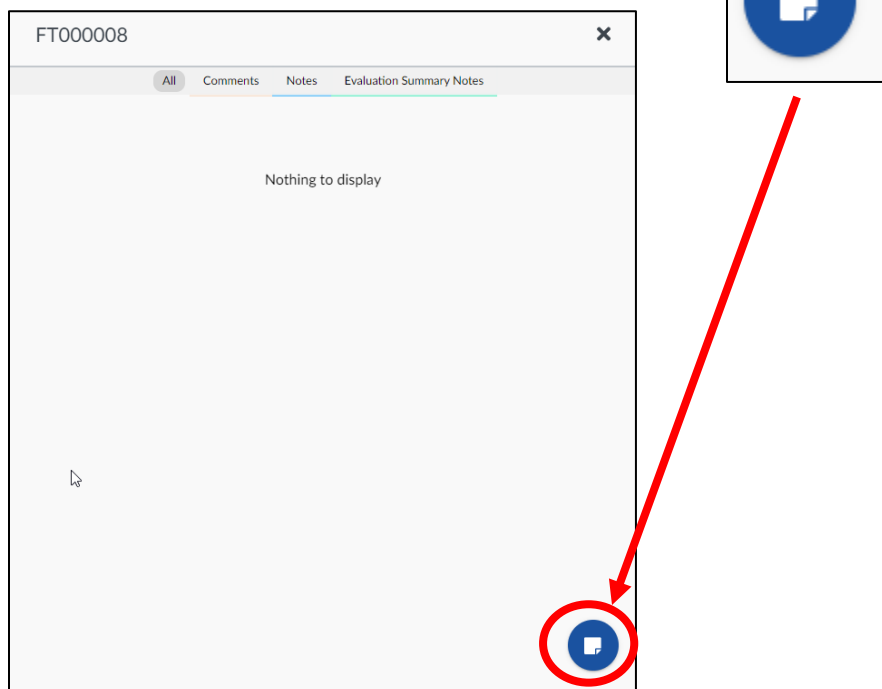 FT000008
All Comments Notes Evaluation Summary Notes
Nothing to display